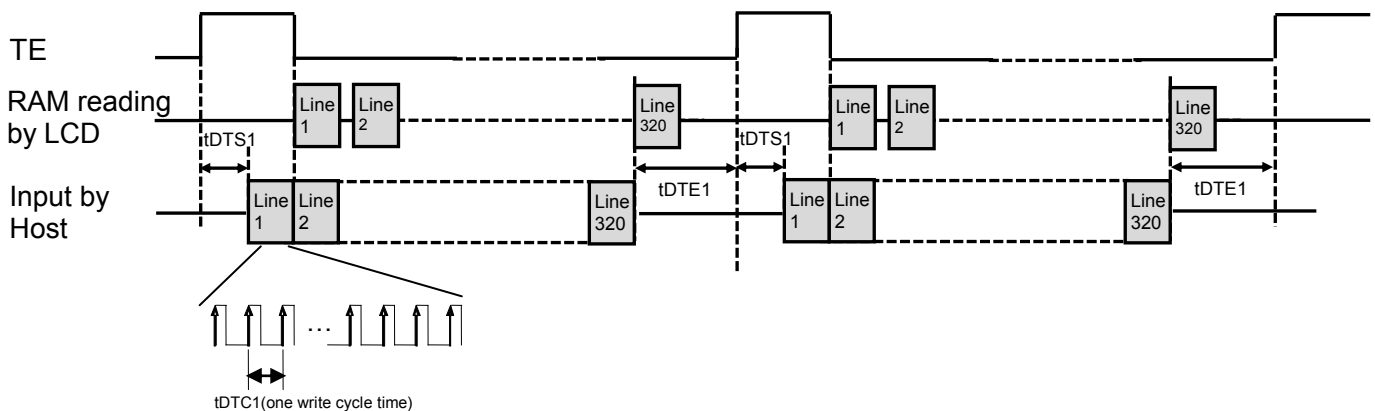 TE
RAM reading
by LCD
Line
1
Line
2
Line
320
Line
1
Line
2
Line
320
tDTS1
tDTS1
tDTE1
tDTE1
Input by
Host
Line
1
Line
2
Line
320
Line
1
Line
2
Line
320
...
tDTC1(one write cycle time)